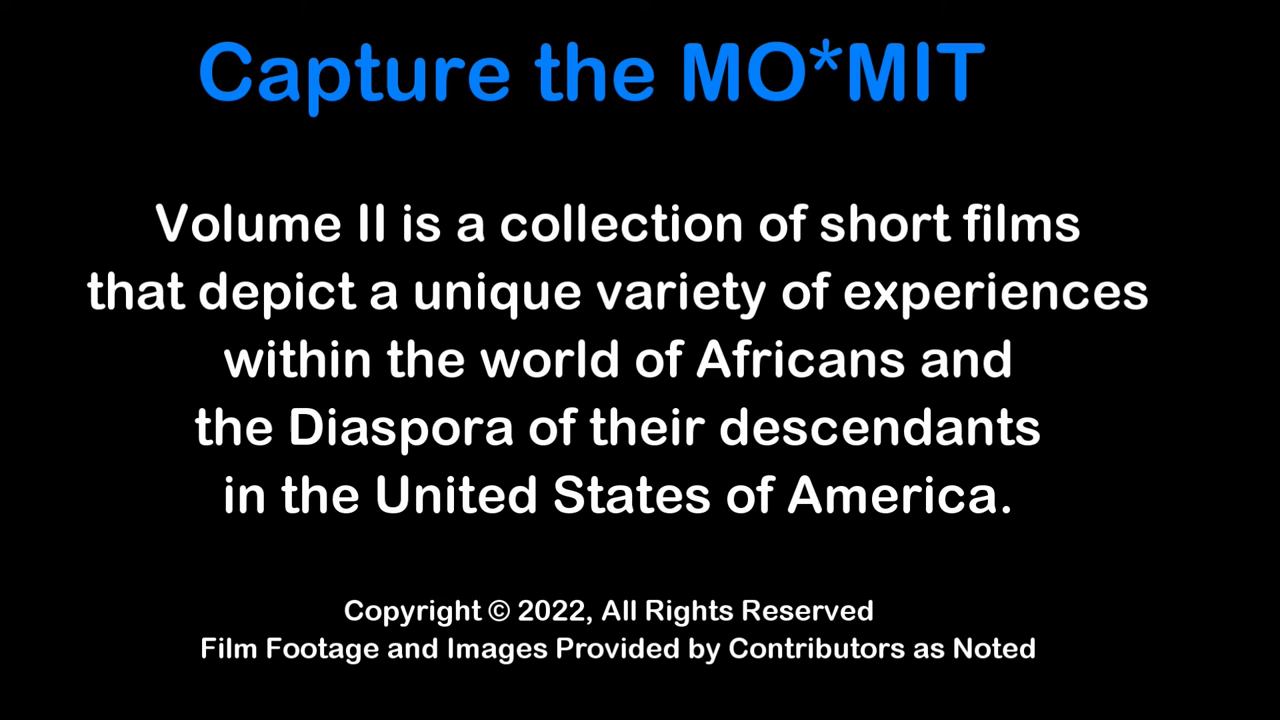 Capture the MO*MIT
Volume II is a collection of short films
that depict a unique variety of experiences
within the world of Africans and
the Diaspora of their descendants
in the United States of America.
Copyright © 2022, All Rights Reserved
Film Footage and Images Provided by Contributors as Noted